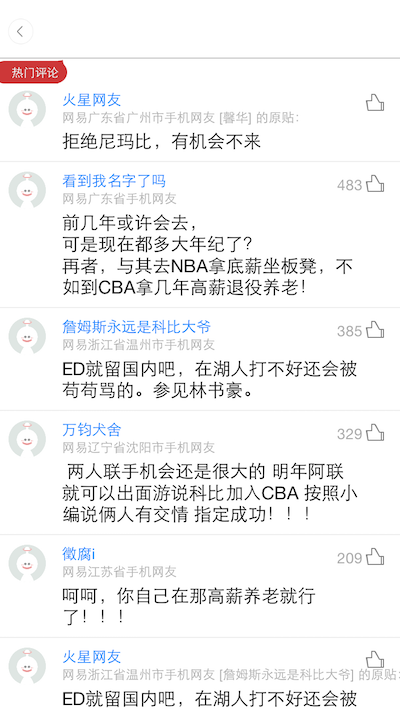 热门评论
火星网友
网易广东省广州市手机网友 [馨华] 的原贴:
拒绝尼玛比，有机会不来
看到我名字了吗
483
网易广东省手机网友
前几年或许会去，
可是现在都多大年纪了？
再者，与其去NBA拿底薪坐板凳，不
如到CBA拿几年高薪退役养老！
詹姆斯永远是科比大爷
385
网易浙江省温州市手机网友
ED就留国内吧，在湖人打不好还会被
苟苟骂的。参见林书豪。
万钧犬舍
329
网易辽宁省沈阳市手机网友
两人联手机会还是很大的 明年阿联
就可以出面游说科比加入CBA 按照小
编说俩人有交情 指定成功！！！
徵腐i
209
网易江苏省手机网友
呵呵，你自己在那高薪养老就行
了！！！
火星网友
网易浙江省温州市手机网友 [詹姆斯永远是科比大爷] 的原贴:
ED就留国内吧，在湖人打不好还会被